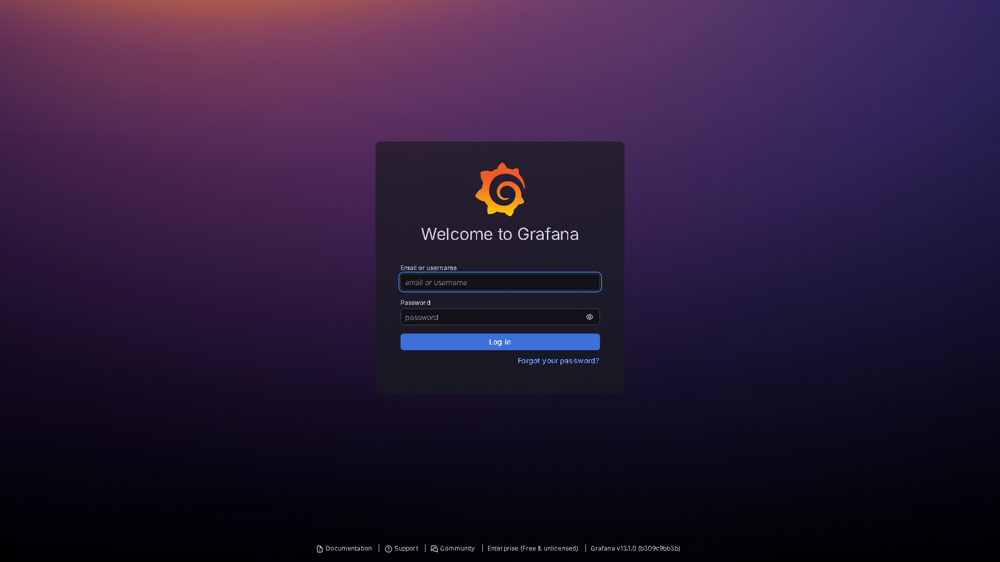 Welcome to Grafana
Email or username
email or username
Password
password
Log in
Forgot your password?
Documentation | Support | Community | Enterprise (Free & unlicensed) | Grafana v13.1.0 (b309c9bb3b)